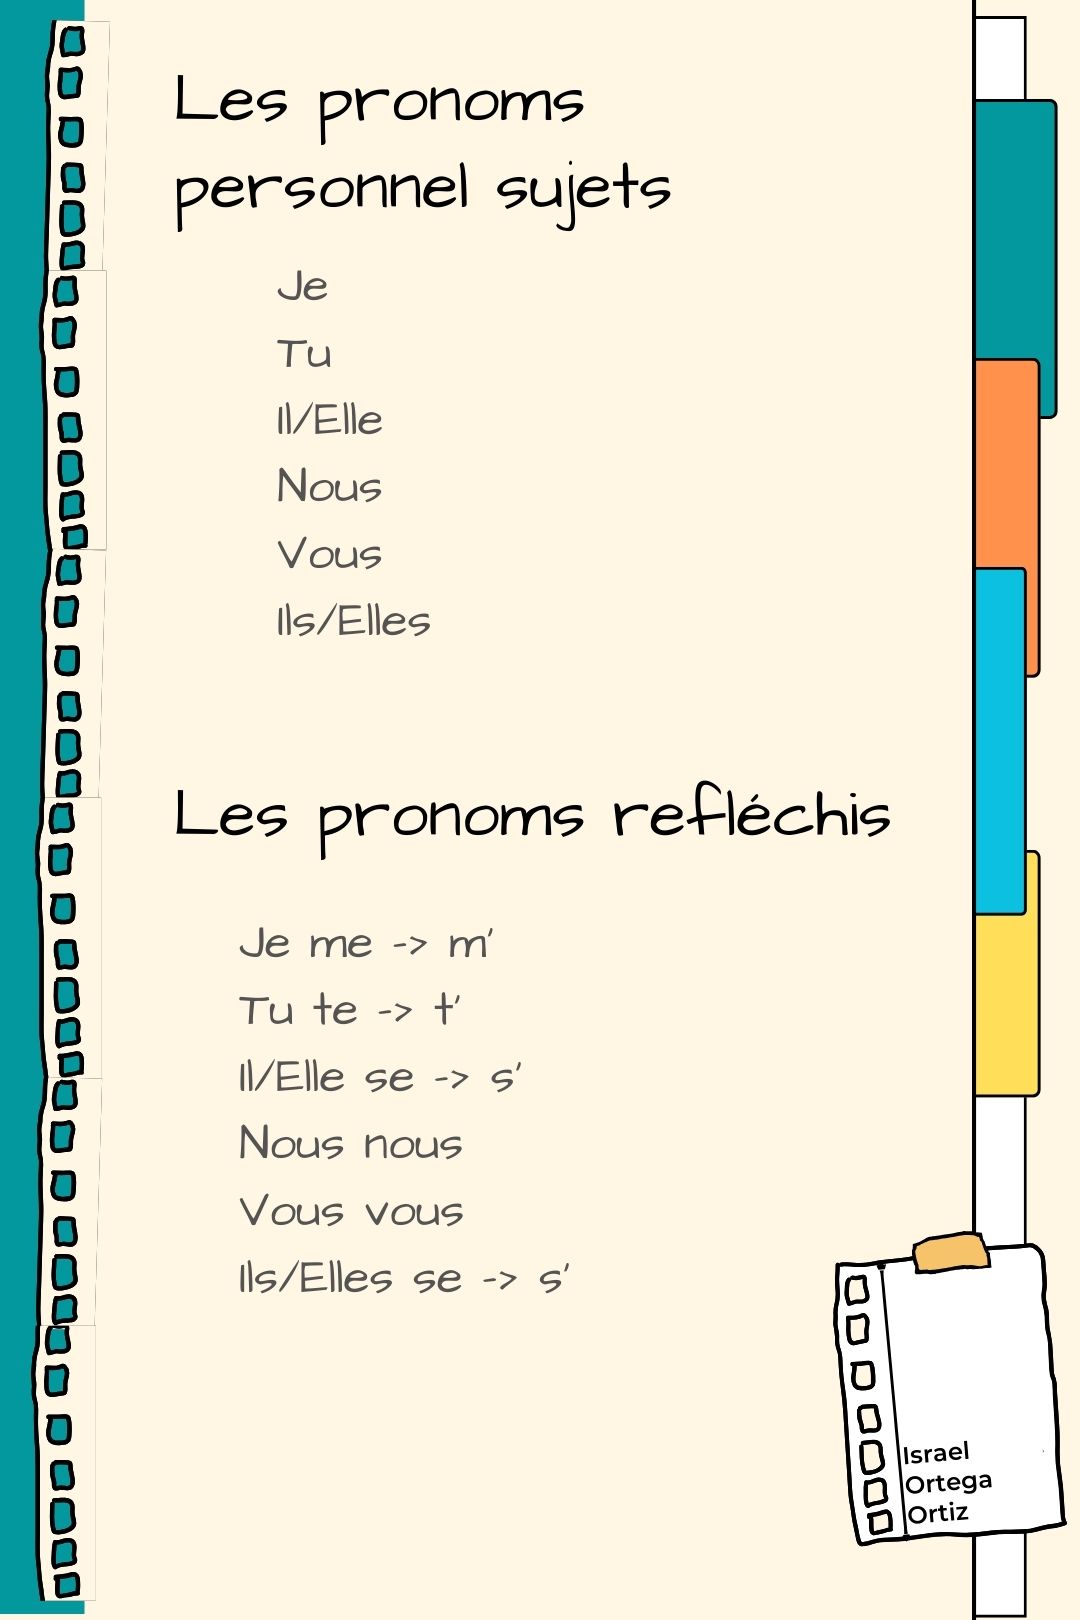 Les pronoms
personnel sujets
Je
Tu
Il/Elle
Nous
Vous
Ils/Elles
Les pronoms refléchis
Je me -> m'
Tu te -> t'
Il/Elle se -> s'
Nous nous
Vous vous
Ils/Elles se -> s'
Israel
Ortega
Ortiz